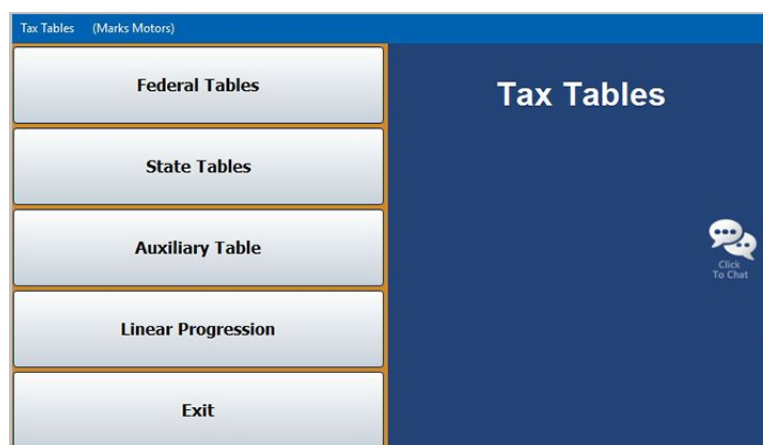 Tax Tables (Marks Motors)
Federal Tables
State Tables
Auxiliary Table
Linear Progression
Exit
Tax Tables
Click
To Chat